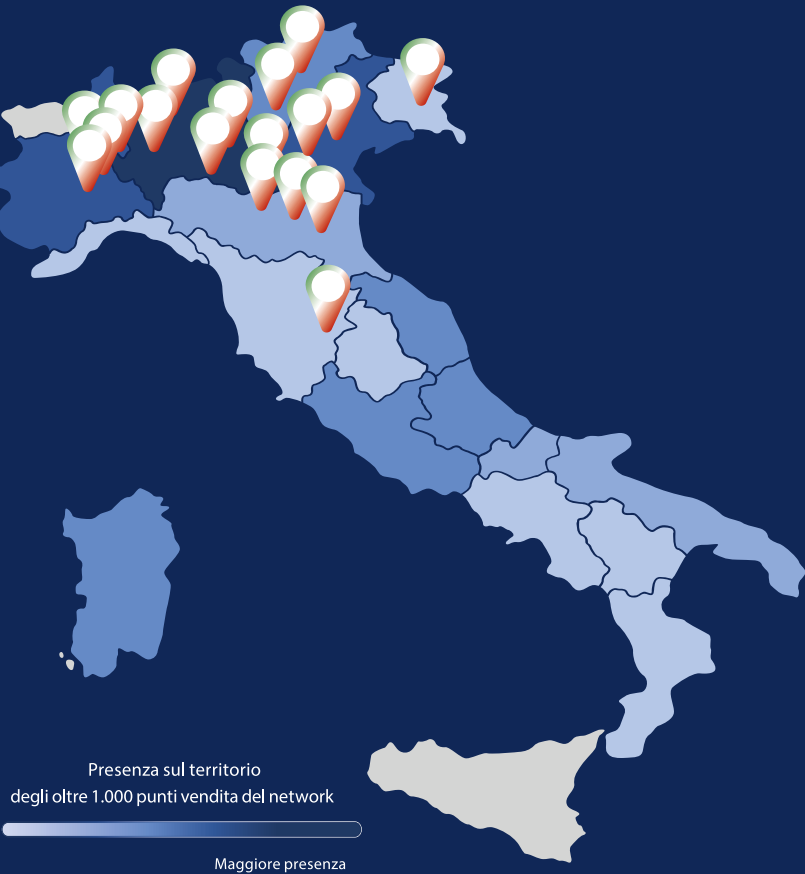 Presenza sul territorio
degli oltre 1.000 punti vendita del network
Maggiore presenza